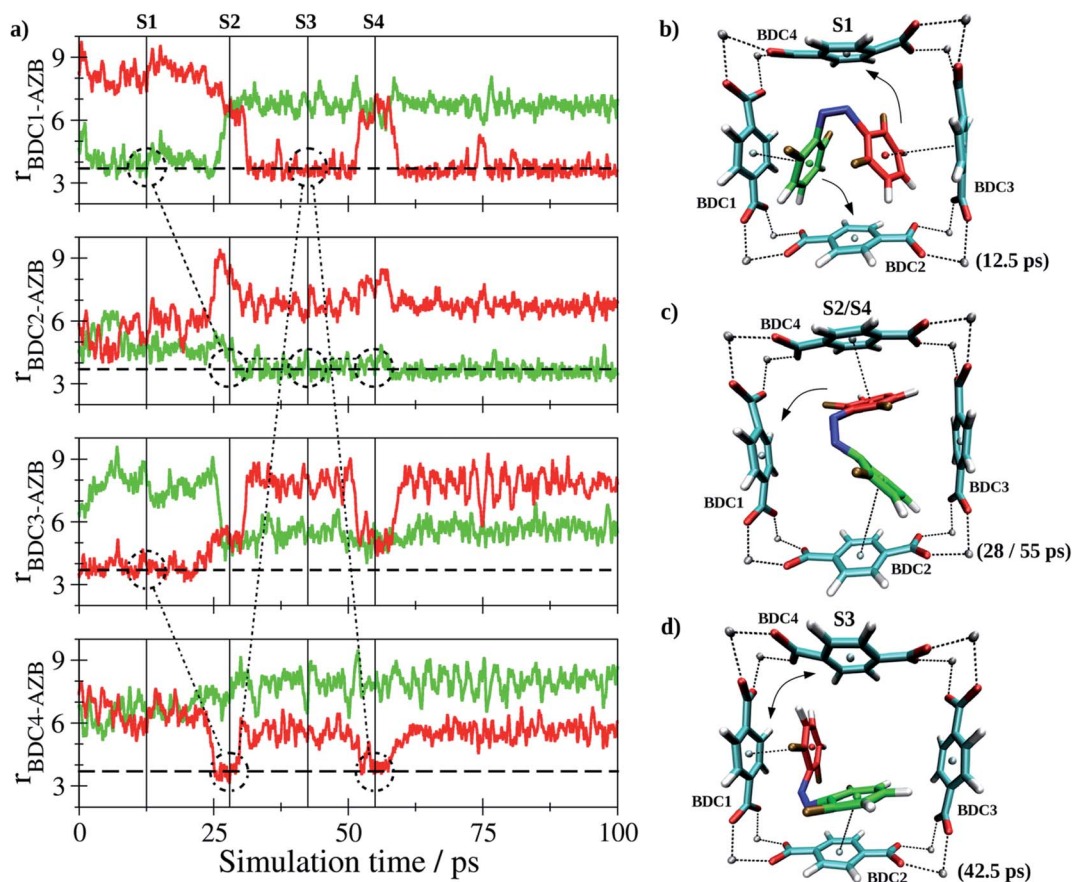 a)
S1 S2 S3 S4
9
6
3
rBDC1-AZB
9
6
3
rBDC2-AZB
9
6
3
rBDC3-AZB
9
6
3
rBDC4-AZB
0 25 50 75 100
Simulation time / ps
b)
S1
BDC4
BDC1
BDC3
BDC2
(12.5 ps)
c)
S2/S4
BDC4
BDC1
BDC3
BDC2
(28 / 55 ps)
d)
S3
BDC4
BDC1
BDC3
BDC2
(42.5 ps)